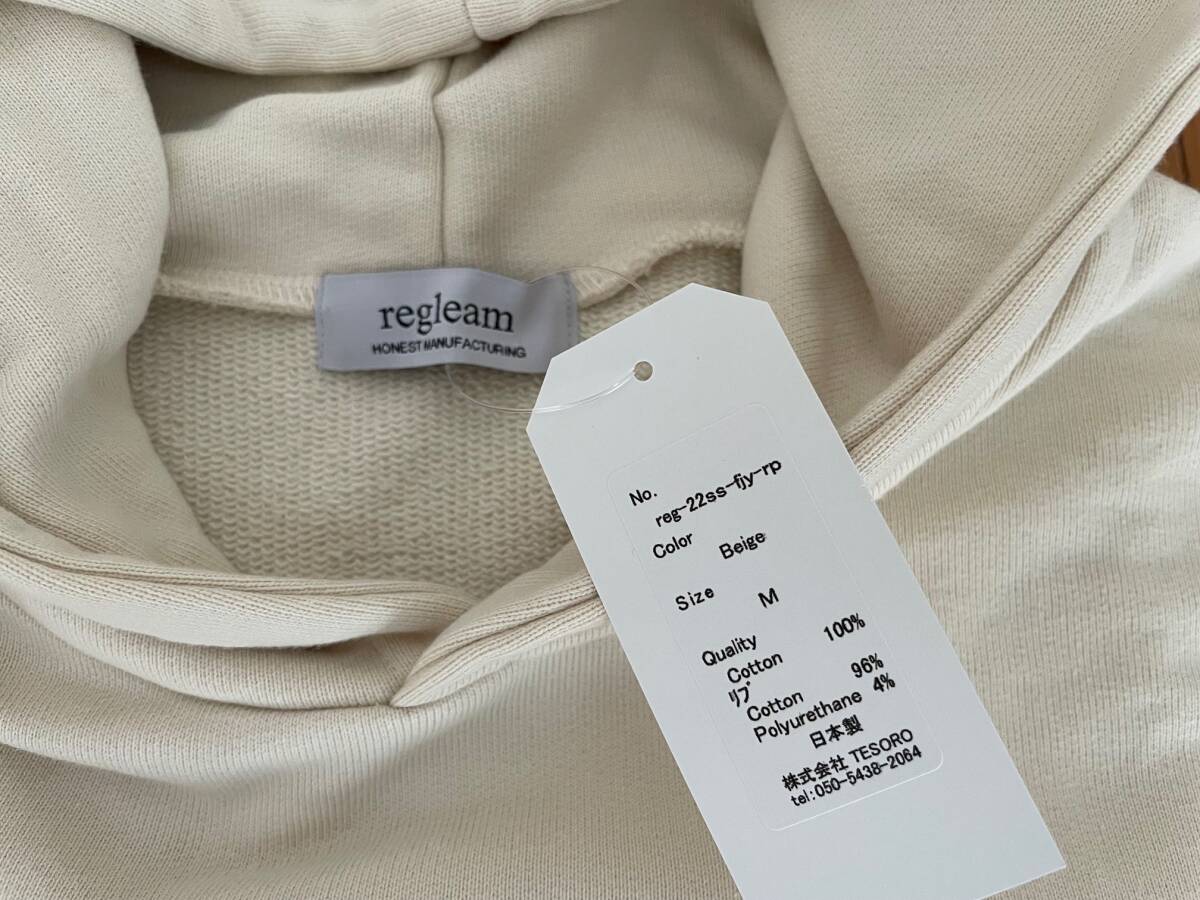 regleam
HONEST MANUFACTURING
No.
reg-22ss-fjy-rp
Color
Beige
Size
M
Quality
Cotton 100%
リブ
Cotton 96%
Polyurethane 4%
日本製
株式会社 TESORO
tel:050-5438-2064